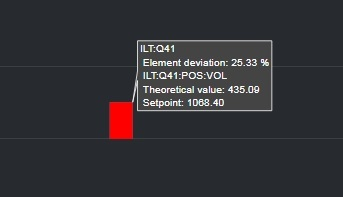 ILT:Q41
Element deviation: 25.33 %
ILT:Q41:POS:VOL
Theoretical value: 435.09
Setpoint: 1068.40